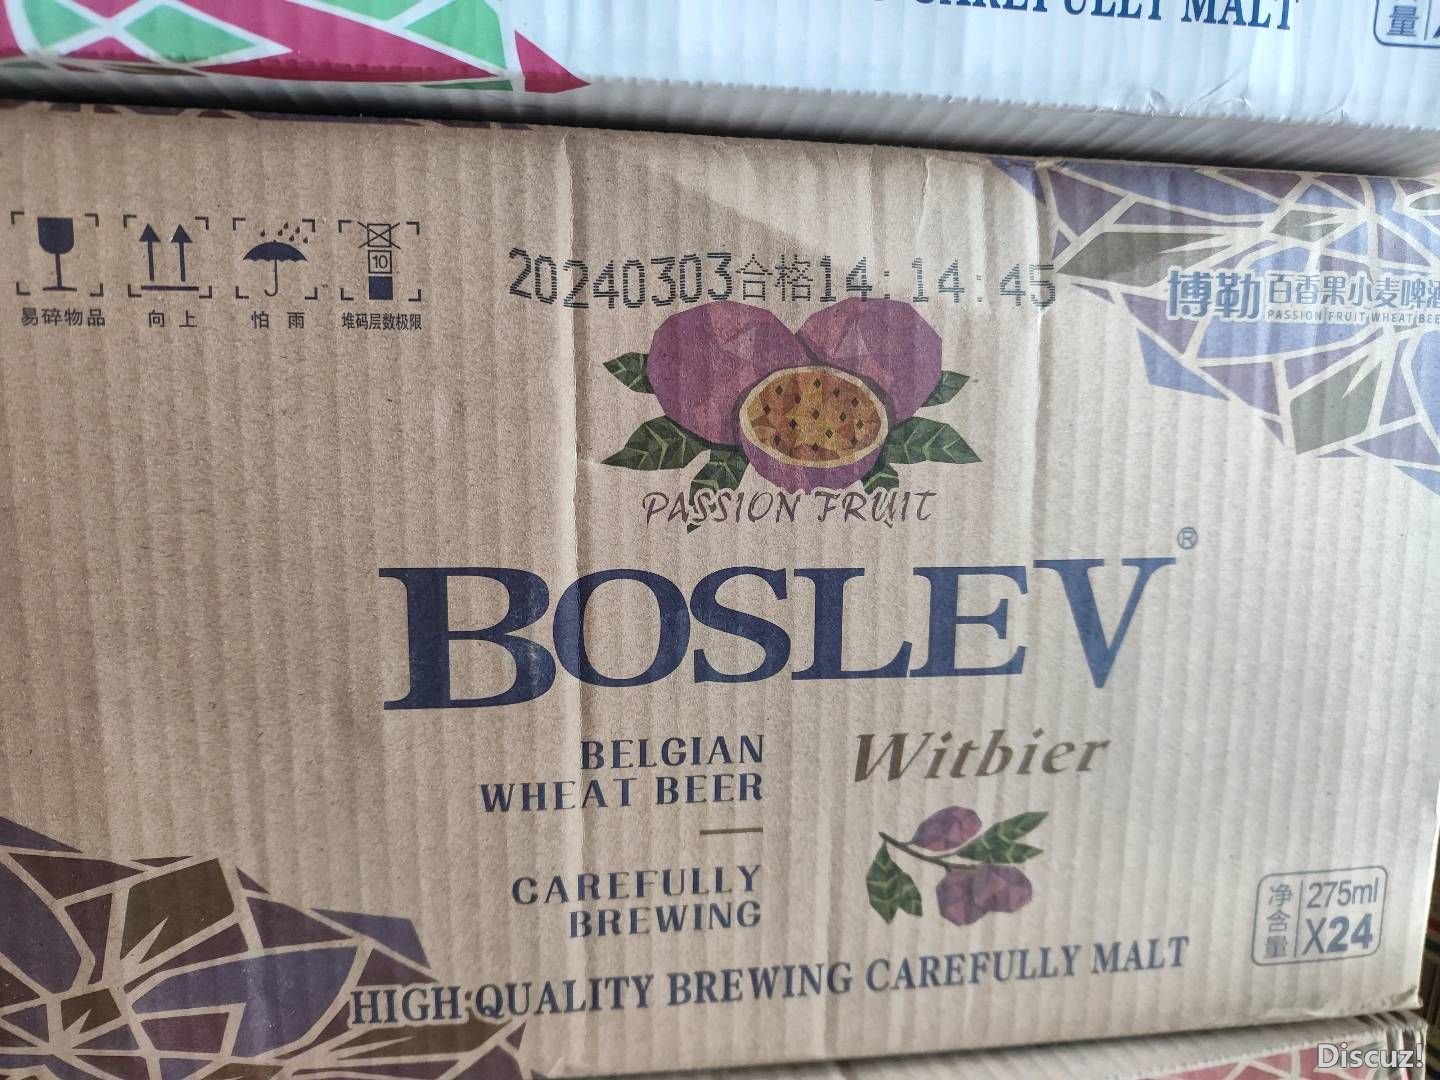 CAREFULLY MALT
量
易碎物品
向上
怕雨
10
堆码层数极限
20240303合格14:14:45
博勒 百香果小麦啤酒
PASSION FRUIT WHEAT BEE
PASSION FRUIT
BOSLEV®
BELGIAN
WHEAT BEER
Witbier
CAREFULLY
BREWING
净含量
275ml
X24
HIGH-QUALITY BREWING CAREFULLY MALT
Discuz!